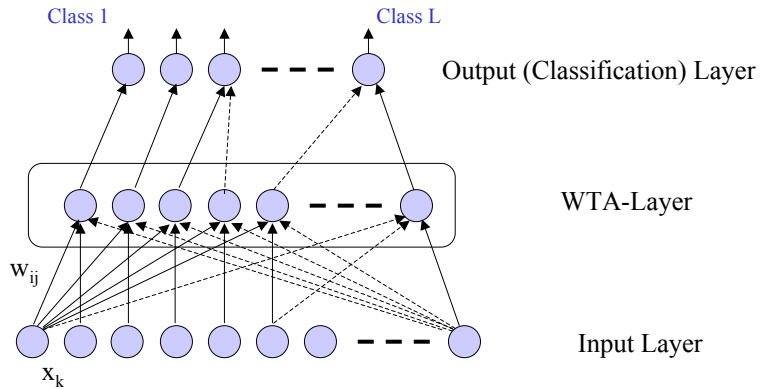 Class 1
Class L
Output (Classification) Layer
WTA-Layer
w_ij
Input Layer
x_k